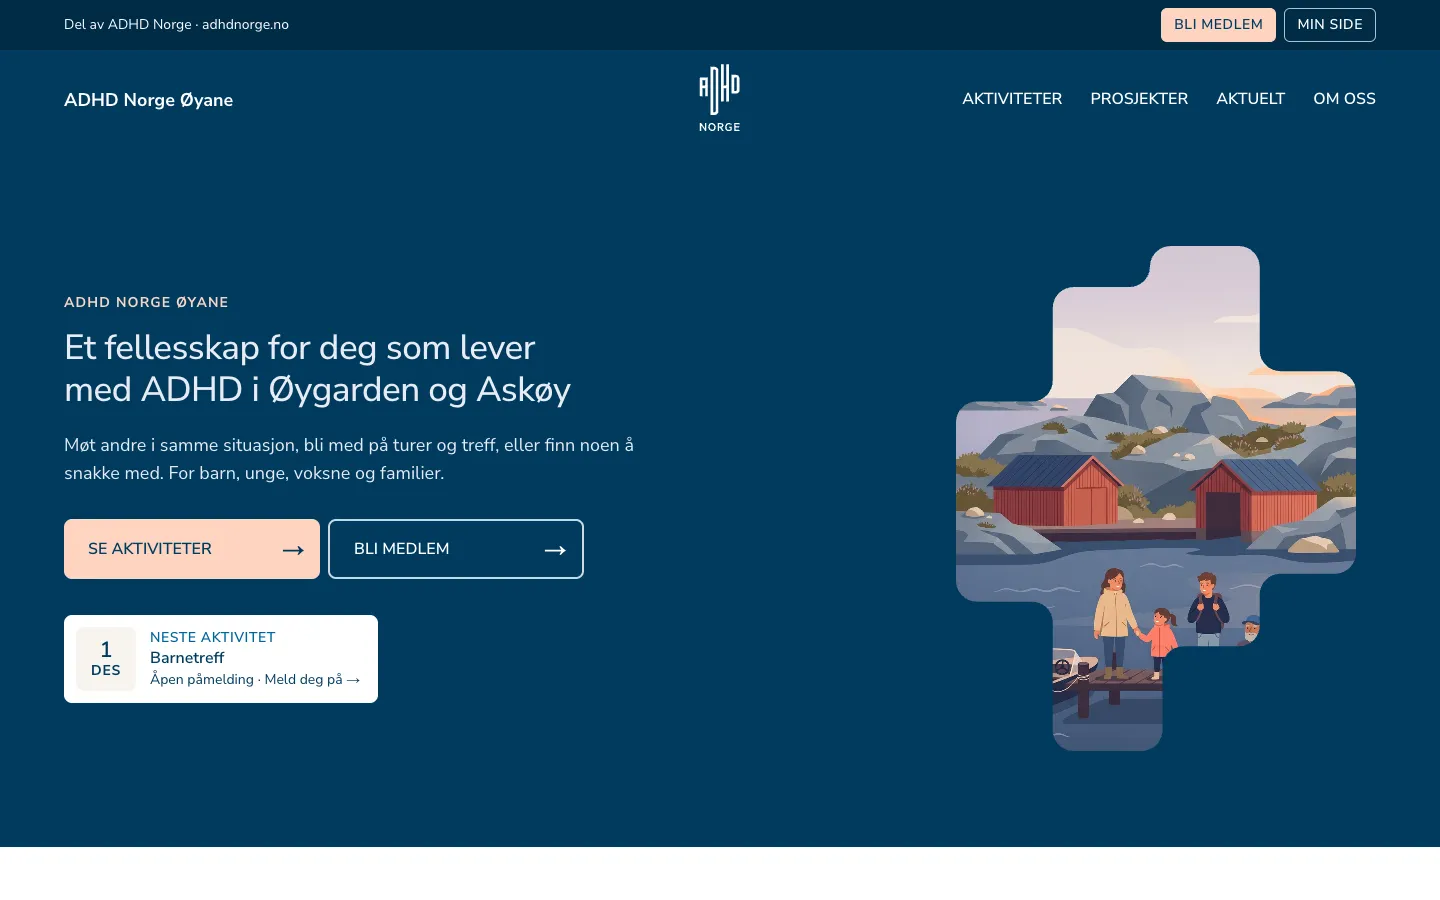 Del av ADHD Norge · adhdnorge.no
BLI MEDLEM
MIN SIDE
ADHD Norge Øyane
ADHD
NORGE
AKTIVITETER
PROSJEKTER
AKTUELT
OM OSS
ADHD NORGE ØYANE
Et fellesskap for deg som lever
med ADHD i Øygarden og Askøy
Møt andre i samme situasjon, bli med på turer og treff, eller finn noen å
snakke med. For barn, unge, voksne og familier.
SE AKTIVITETER →
BLI MEDLEM →
1
DES
NESTE AKTIVITET
Barnetreff
Åpen påmelding · Meld deg på →